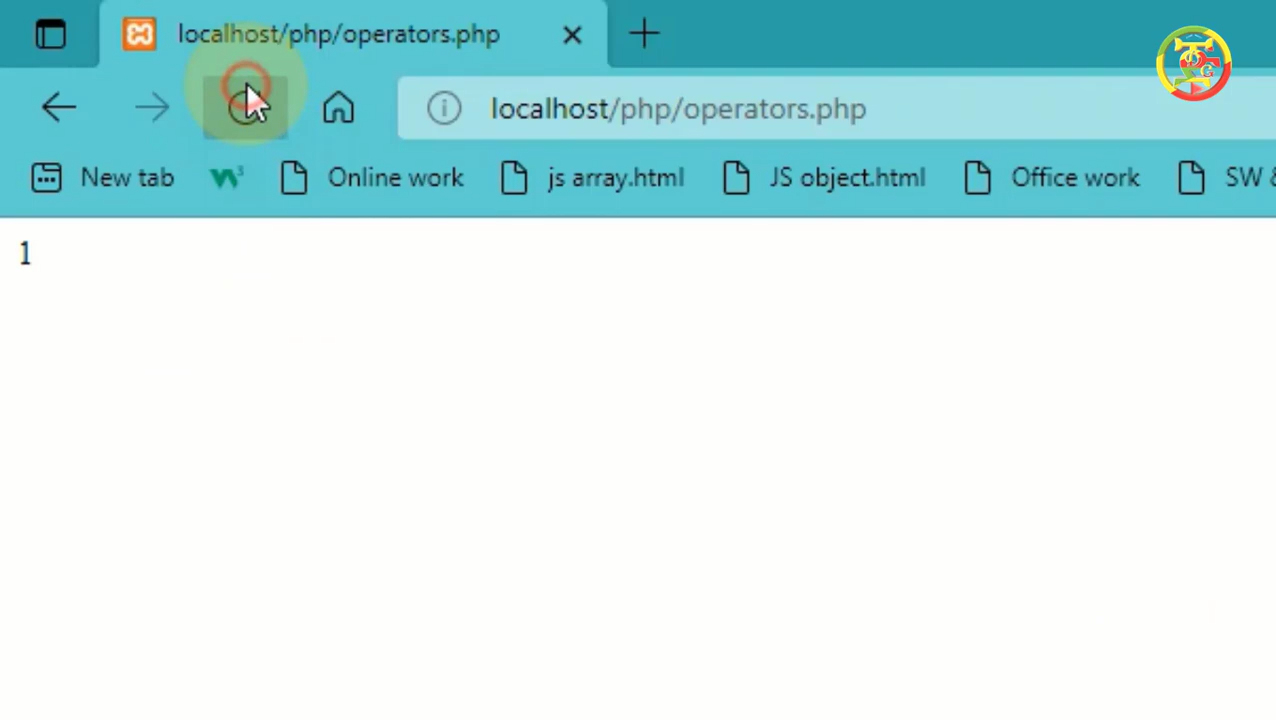 localhost/php/operators.php
localhost/php/operators.php
New tab
Online work
js array.html
JS object.html
Office work
SW &
1